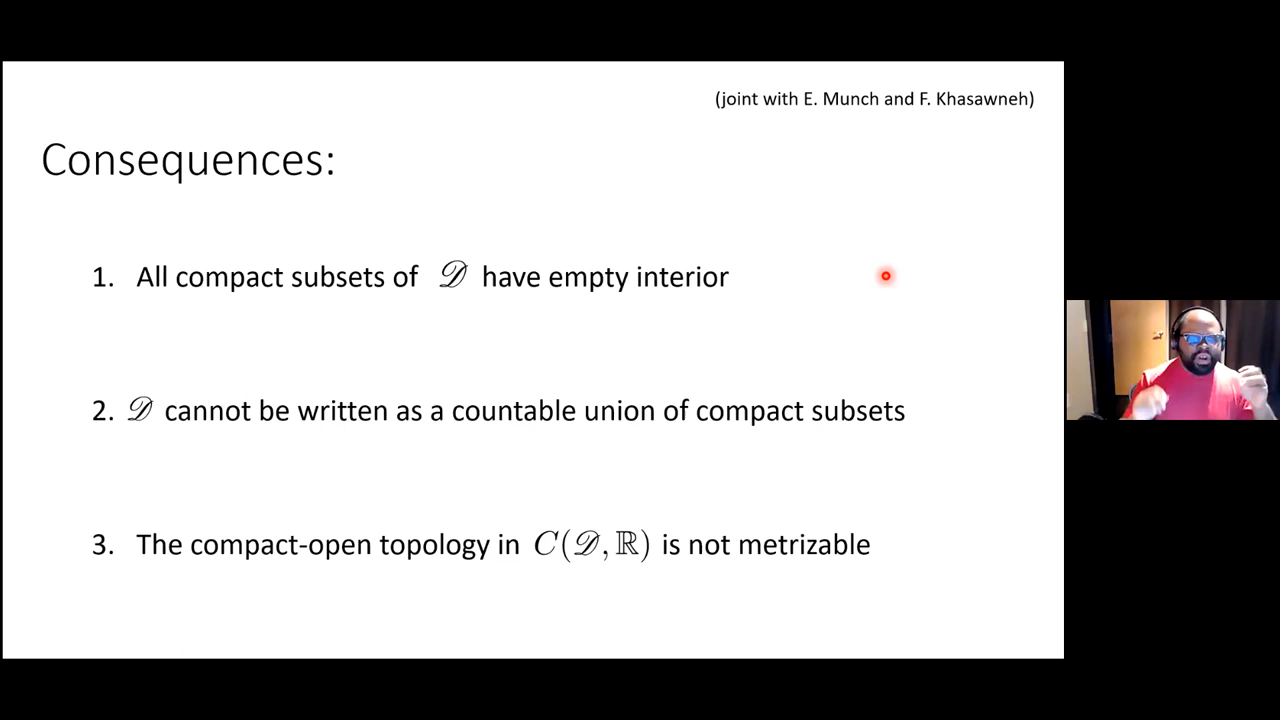 (joint with E. Munch and F. Khasawneh)
Consequences:
1. All compact subsets of 𝒟 have empty interior
2. 𝒟 cannot be written as a countable union of compact subsets
3. The compact-open topology in C(𝒟, ℝ) is not metrizable